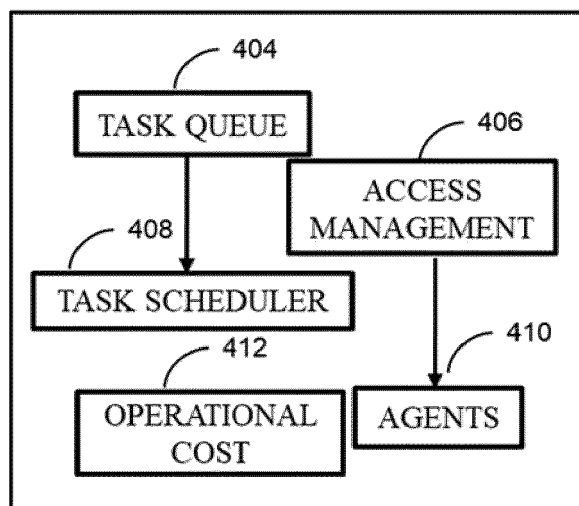 404
TASK QUEUE
406
ACCESS
MANAGEMENT
408
TASK SCHEDULER
412
410
OPERATIONAL
COST
AGENTS